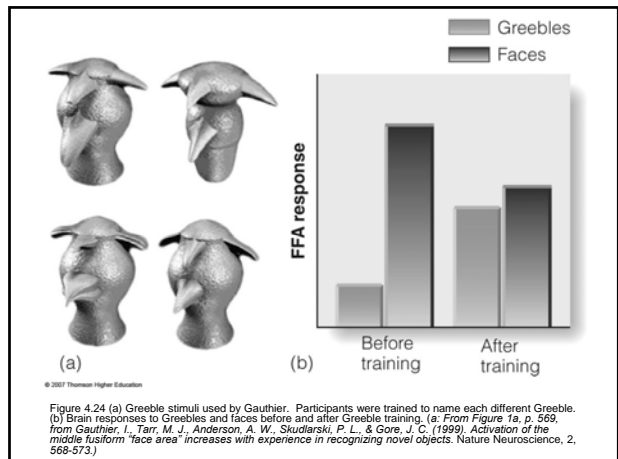 Greebles
Faces
FFA response
Before
training
After
training
(a)
(b)
© 2007 Thomson Higher Education
Figure 4.24 (a) Greeble stimuli used by Gauthier. Participants were trained to name each different Greeble.
(b) Brain responses to Greebles and faces before and after Greeble training. (a: From Figure 1a, p. 569,
from Gauthier, I., Tarr, M. J., Anderson, A. W., Skudlarski, P. L., & Gore, J. C. (1999). Activation of the
middle fusiform "face area" increases with experience in recognizing novel objects. Nature Neuroscience, 2,
568-573.)